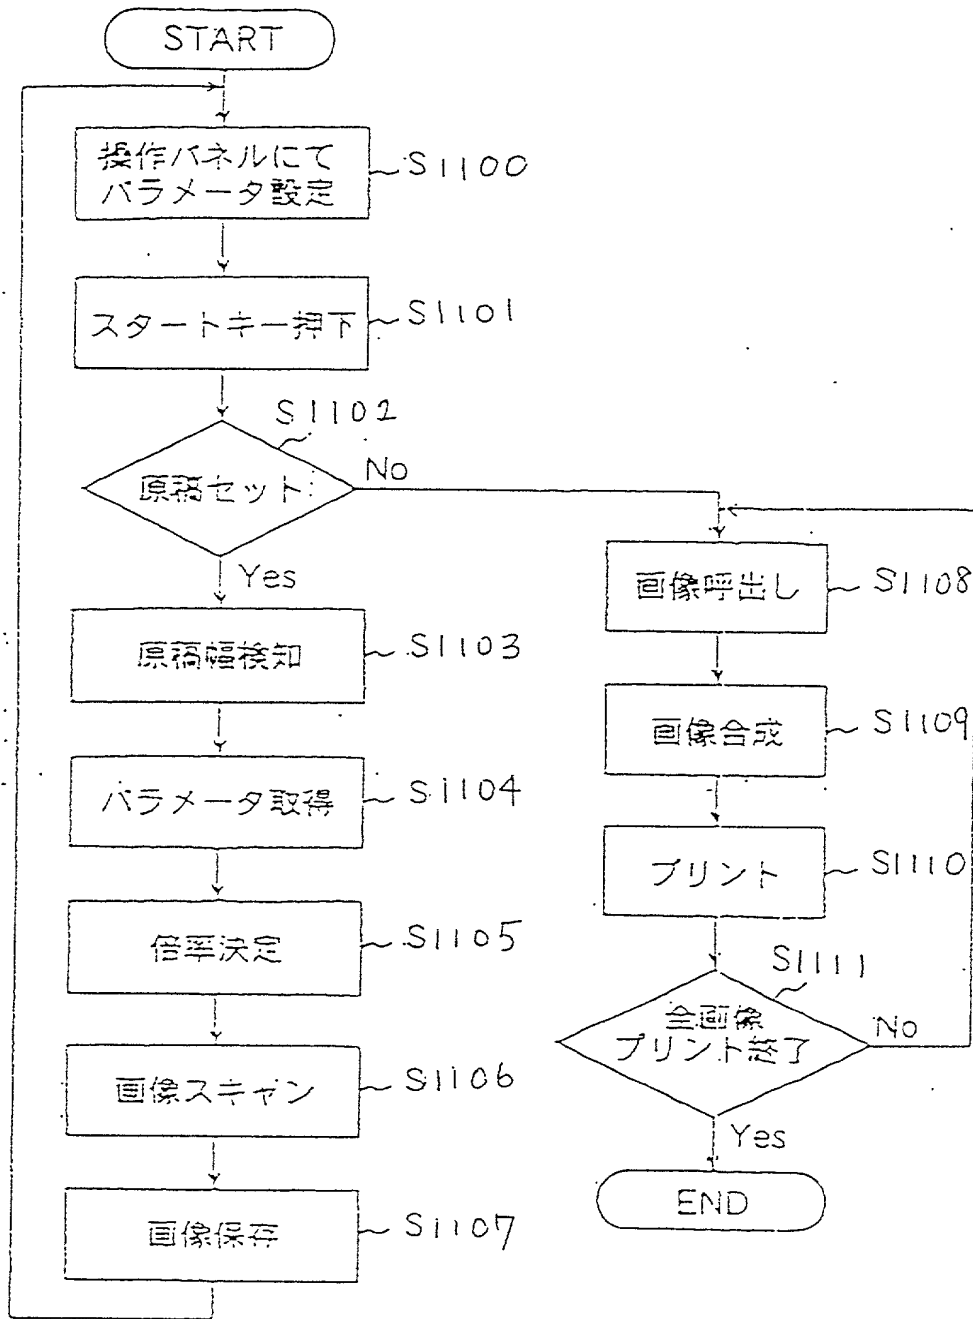 START
操作パネルにて
パラメータ設定
S1100
スタートキー押下
S1101
S1102
原稿セット
No
Yes
原稿幅検知
S1103
パラメータ取得
S1104
倍率決定
S1105
画像スキャン
S1106
画像保存
S1107
画像呼出し
S1108
画像合成
S1109
プリント
S1110
S1111
全画像
プリント終了
No
Yes
END